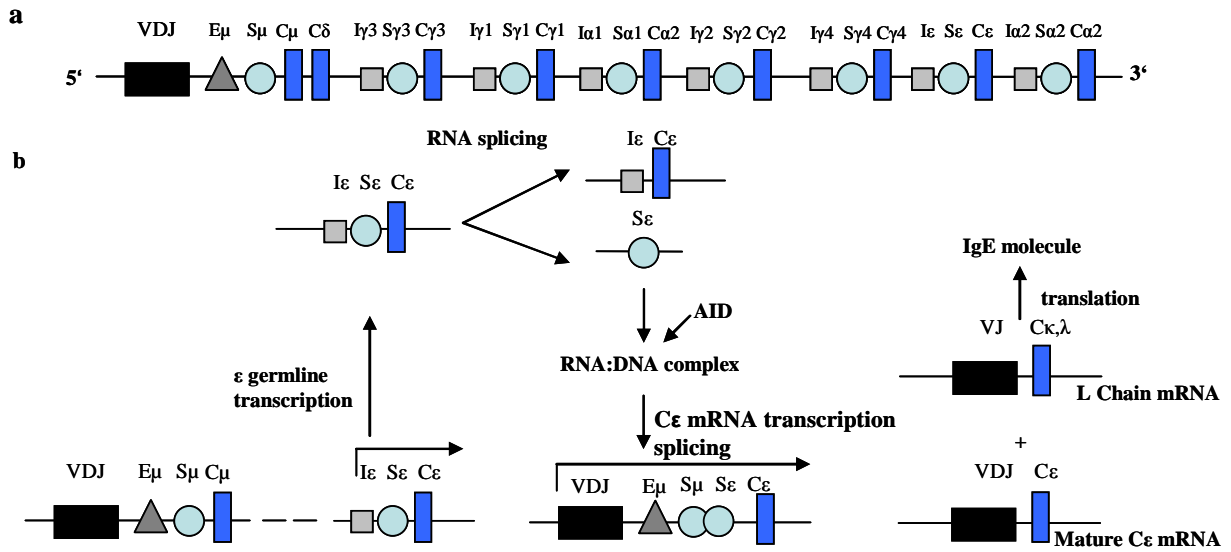 a
VDJ Eμ Sμ Cμ Cδ Iγ3 Sγ3 Cγ3 Iγ1 Sγ1 Cγ1 Iα1 Sα1 Cα2 Iγ2 Sγ2 Cγ2 Iγ4 Sγ4 Cγ4 Iε Sε Cε Iα2 Sα2 Cα2
5‘ 3‘
b
RNA splicing
Iε Cε
Iε Sε Cε
Sε
IgE molecule
translation
AID
VJ Cκ,λ
RNA:DNA complex
ε germline
transcription
L Chain mRNA
Cε mRNA transcription
splicing
+
VDJ Eμ Sμ Cμ Iε Sε Cε
VDJ Eμ Sμ Sε Cε
VDJ Cε
Mature Cε mRNA